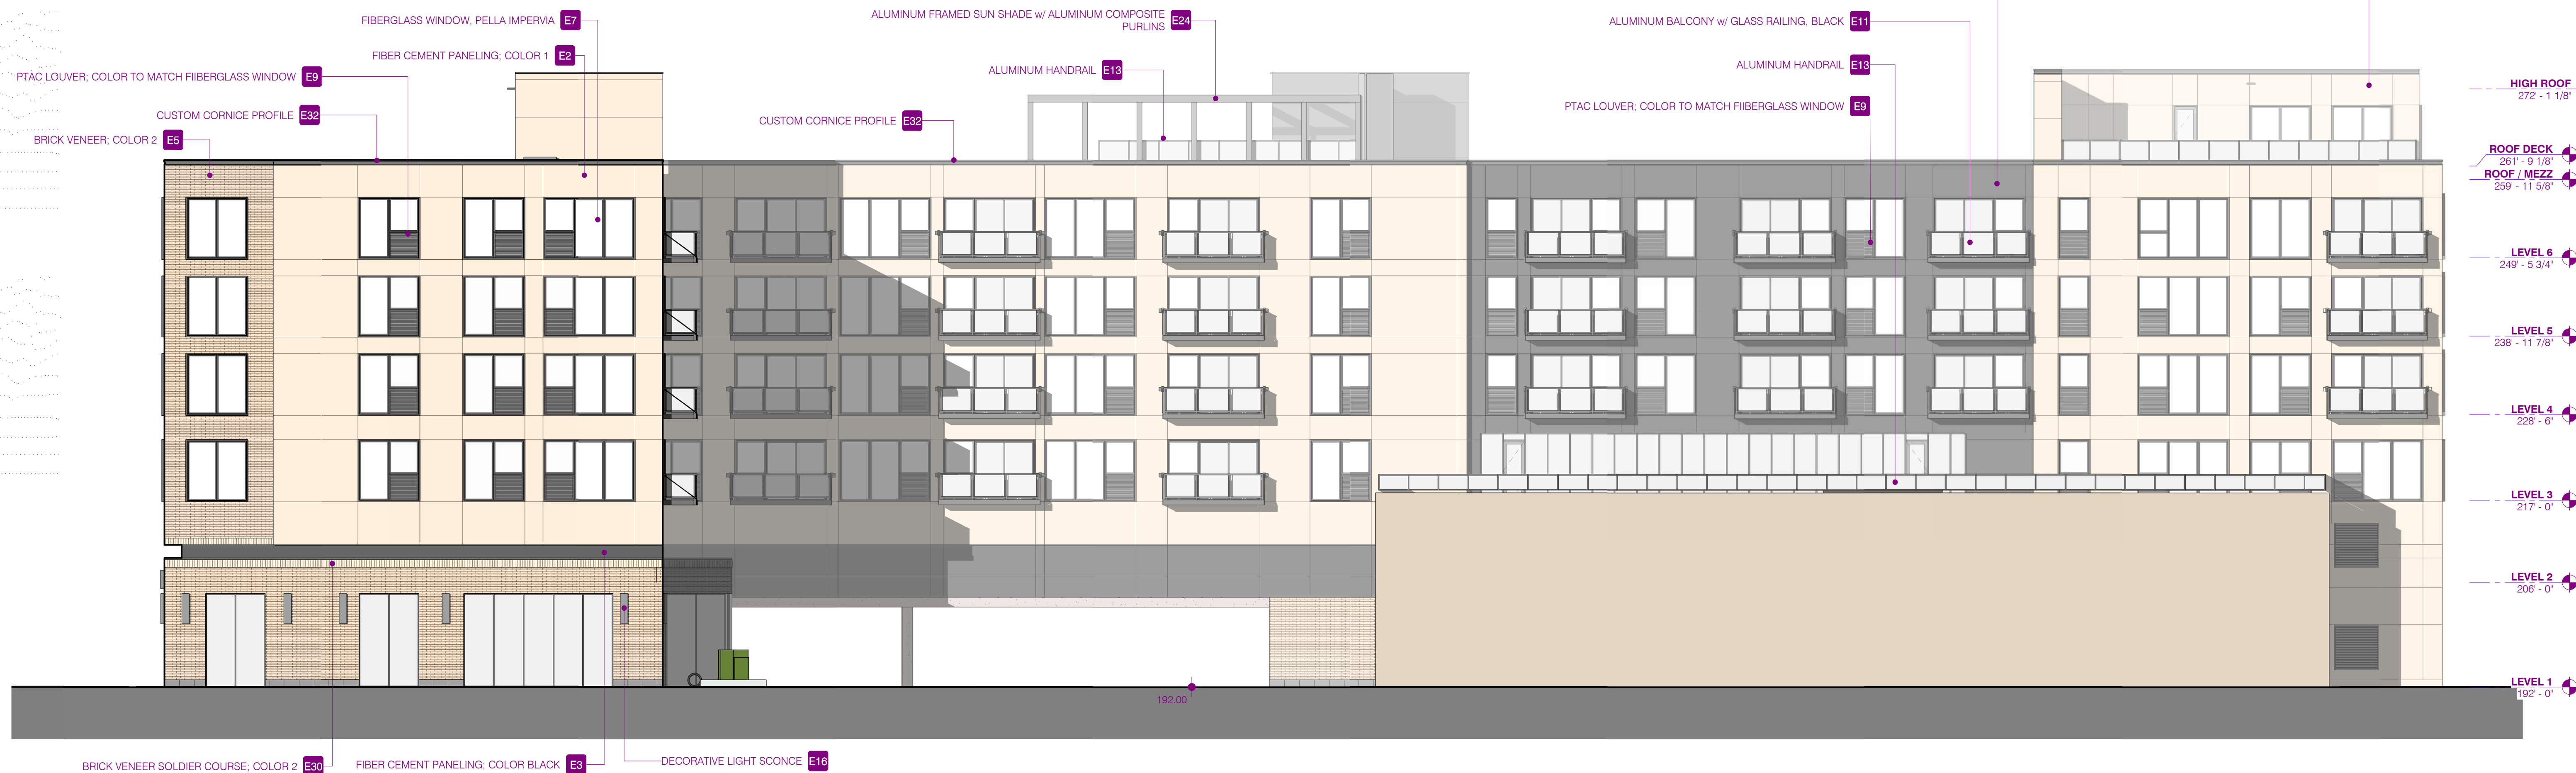 FIBERGLASS WINDOW, PELLA IMPERVIA E7
FIBER CEMENT PANELING; COLOR 1 E2
PTAC LOUVER; COLOR TO MATCH FIIBERGLASS WINDOW E9
CUSTOM CORNICE PROFILE E32
BRICK VENEER; COLOR 2 E5
ALUMINUM FRAMED SUN SHADE w/ ALUMINUM COMPOSITE E24
PURLINS
ALUMINUM HANDRAIL E13
CUSTOM CORNICE PROFILE E32
ALUMINUM BALCONY w/ GLASS RAILING, BLACK E11
ALUMINUM HANDRAIL E13
PTAC LOUVER; COLOR TO MATCH FIIBERGLASS WINDOW E9
HIGH ROOF
272' - 1 1/8"
ROOF DECK
261' - 9 1/8"
ROOF / MEZZ
259' - 11 5/8"
LEVEL 6
249' - 5 3/4"
LEVEL 5
238' - 11 7/8"
LEVEL 4
228' - 6"
LEVEL 3
217' - 0"
LEVEL 2
206' - 0"
LEVEL 1
192' - 0"
192.00
BRICK VENEER SOLDIER COURSE; COLOR 2 E30
FIBER CEMENT PANELING; COLOR BLACK E3
DECORATIVE LIGHT SCONCE E16